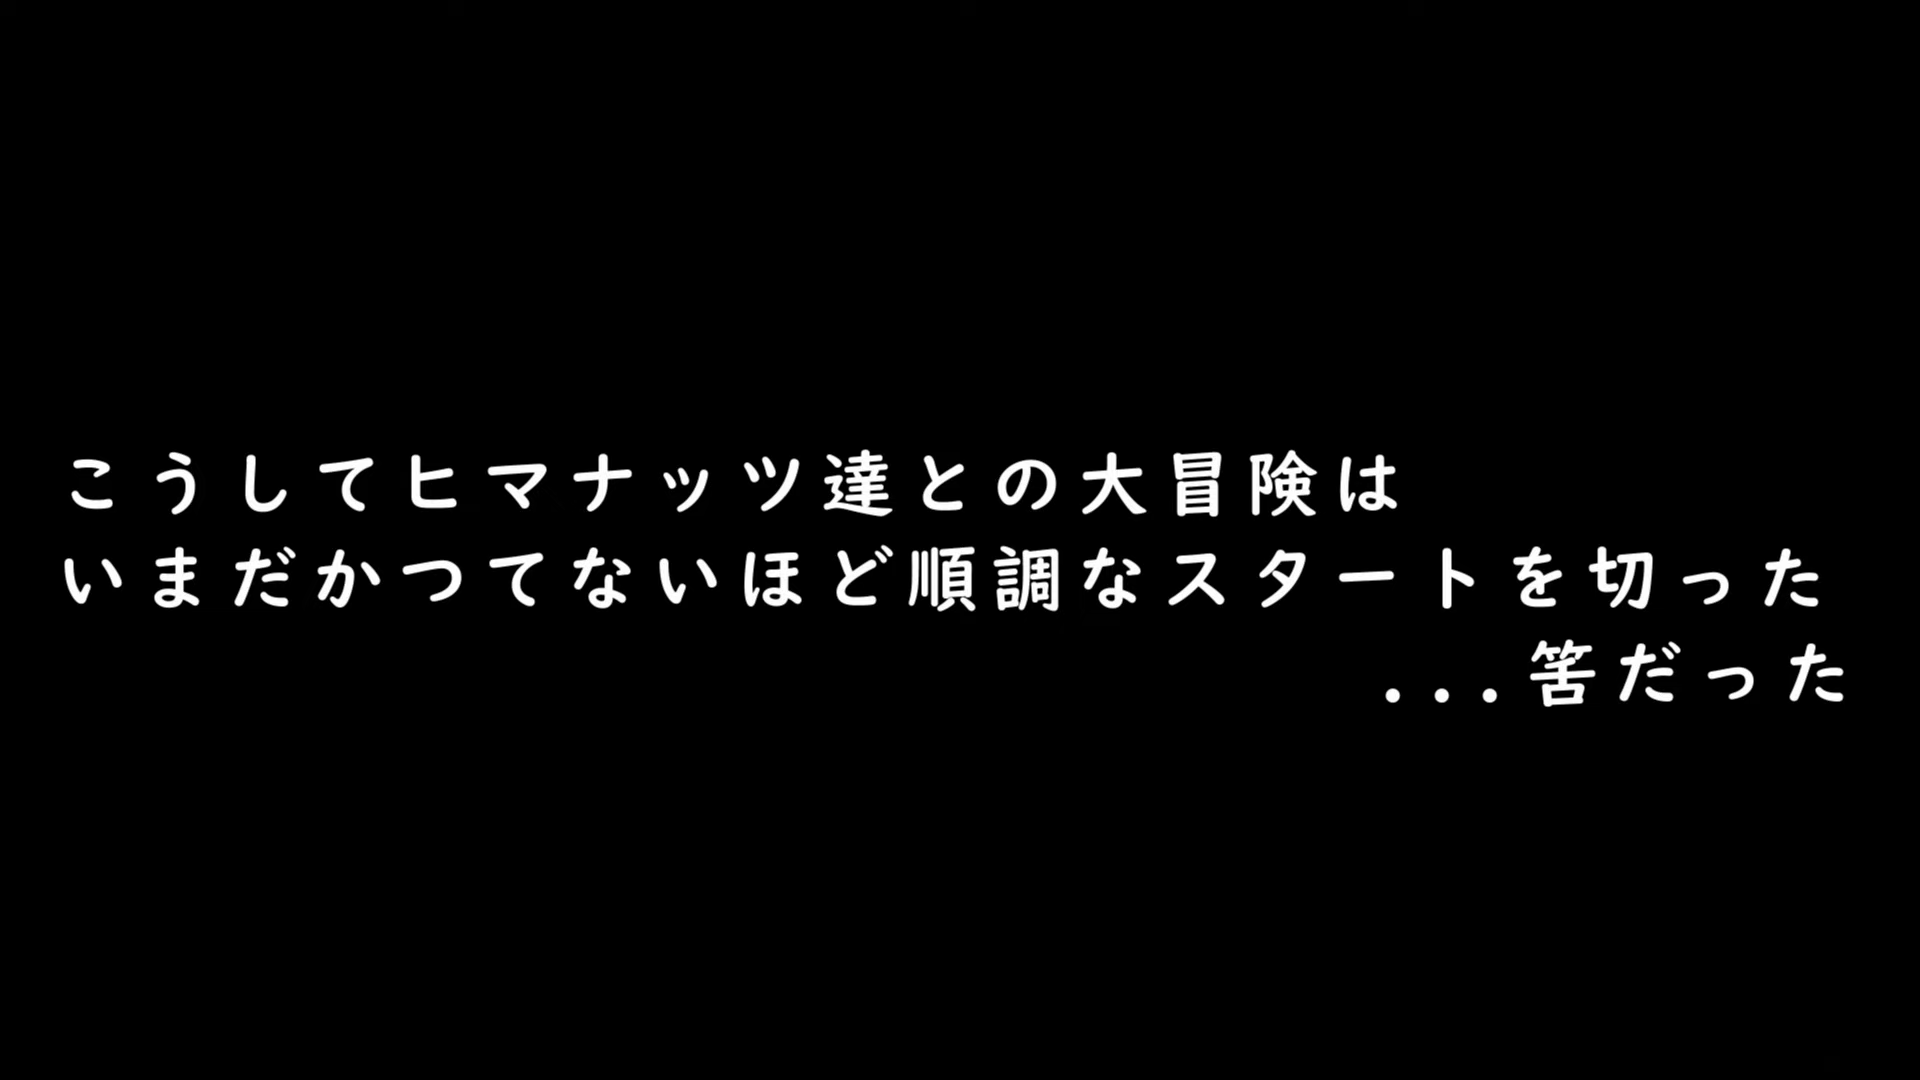 こうしてヒマナッツ達との大冒険は
いまだかつてないほど順調なスタートを切った
...筈だった